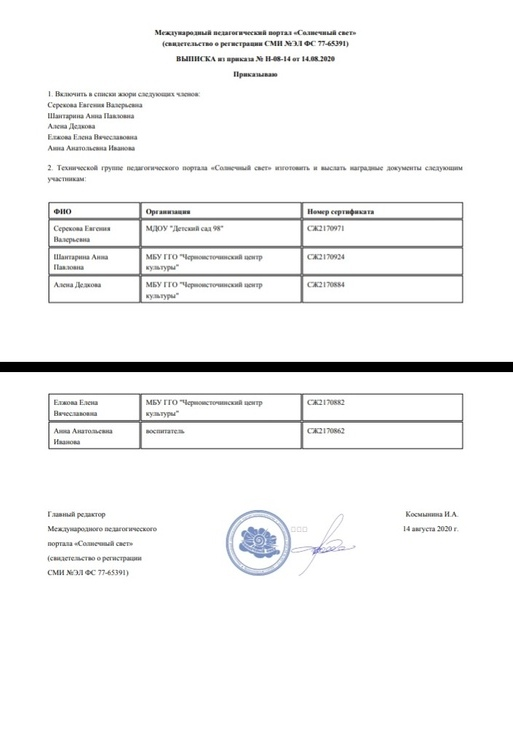 Международный педагогический портал «Солнечный свет»
(свидетельство о регистрации СМИ №ЭЛ ФС 77-65391)
ВЫПИСКА из приказа № Н-08-14 от 14.08.2020
Приказываю
1. Включить в списки жюри следующих членов:
Серекова Евгения Валерьевна
Шантарина Анна Павловна
Алена Дедкова
Елжова Елена Вячеславовна
Анна Анатольевна Иванова
2. Технической группе педагогического портала «Солнечный свет» изготовить и выслать наградные документы следующим
участникам:
ФИО Организация Номер сертификата
Серекова Евгения МДОУ "Детский сад 98" СЖ2170971
Валерьевна
Шантарина Анна МБУ ГГО "Черноисточинский центр СЖ2170924
Павловна культуры"
Алена Дедкова МБУ ГГО "Черноисточинский центр СЖ2170884
культуры"
Елжова Елена МБУ ГГО "Черноисточинский центр СЖ2170882
Вячеславовна культуры"
Анна Анатольевна воспитатель СЖ2170862
Иванова
Главный редактор Космынина И.А.
Международного педагогического 14 августа 2020 г.
портала «Солнечный свет»
(свидетельство о регистрации
СМИ №ЭЛ ФС 77-65391)